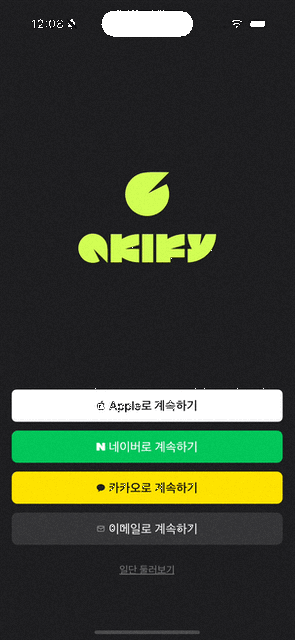 12:08
QKIFY
Apple로 계속하기
N 네이버로 계속하기
카카오로 계속하기
이메일로 계속하기
일단 둘러보기